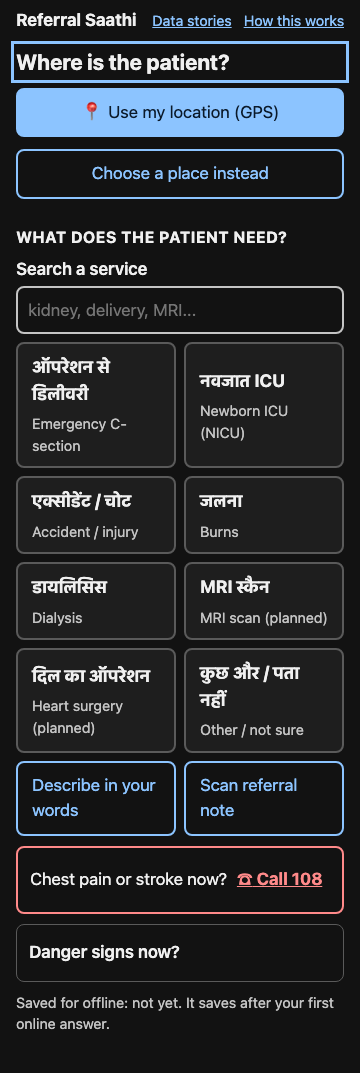 Referral Saathi Data stories How this works
Where is the patient?
📍 Use my location (GPS)
Choose a place instead
WHAT DOES THE PATIENT NEED?
Search a service
kidney, delivery, MRI...
ऑपरेशन से
डिलीवरी
Emergency C-
section
नवजात ICU
Newborn ICU
(NICU)
एक्सीडेंट / चोट
Accident / injury
जलना
Burns
डायलिसिस
Dialysis
MRI स्कैन
MRI scan (planned)
दिल का ऑपरेशन
Heart surgery
(planned)
कुछ और / पता
नहीं
Other / not sure
Describe in your
words
Scan referral
note
Chest pain or stroke now? ☎ Call 108
Danger signs now?
Saved for offline: not yet. It saves after your first
online answer.